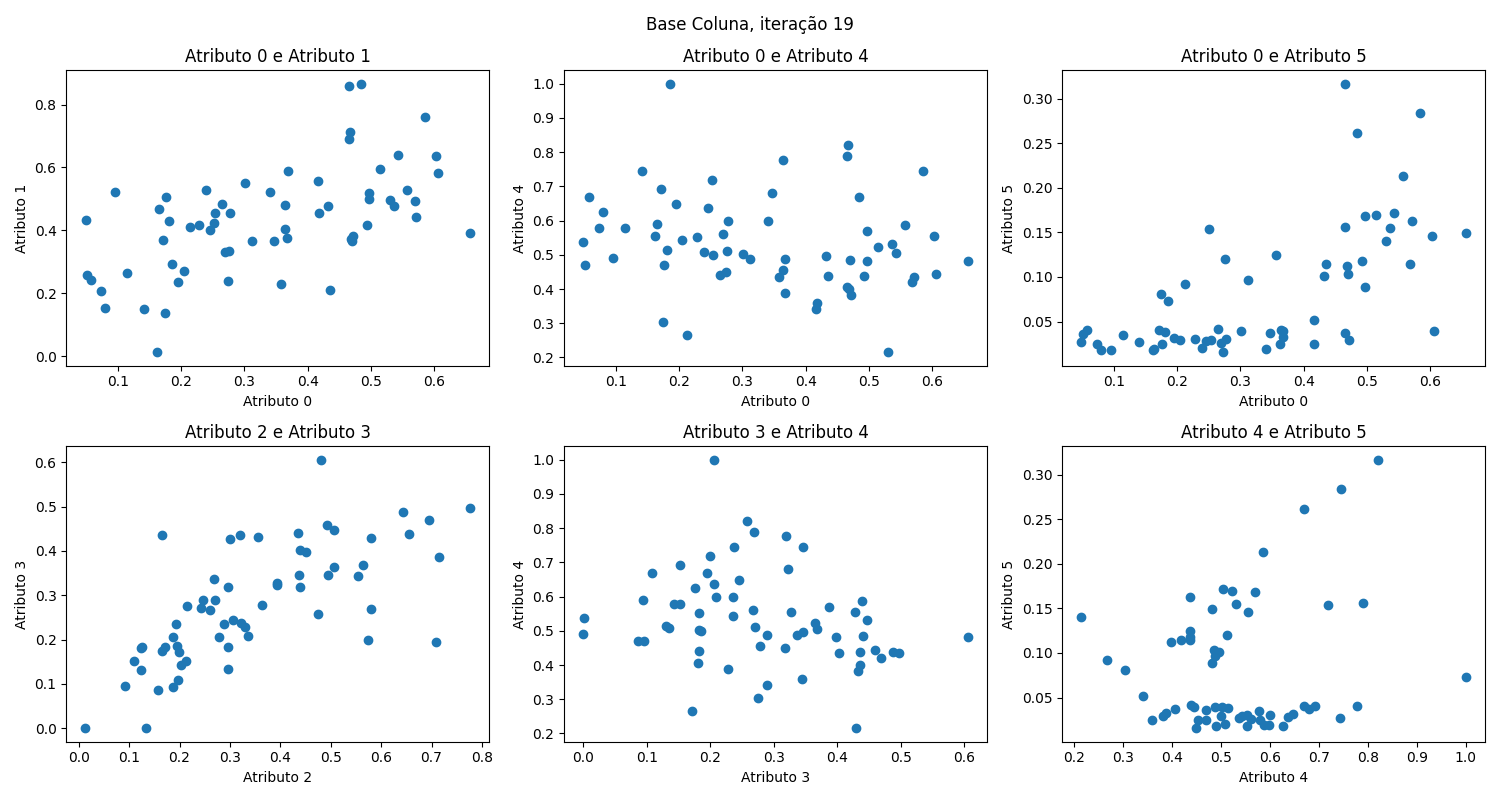 Base Coluna, iteração 19
Atributo 0 e Atributo 1
Atributo 0 e Atributo 4
Atributo 0 e Atributo 5
Atributo 1
0.8
0.6
0.4
0.2
0.0
0.1 0.2 0.3 0.4 0.5 0.6
Atributo 0
Atributo 4
1.0
0.9
0.8
0.7
0.6
0.5
0.4
0.3
0.2
0.1 0.2 0.3 0.4 0.5 0.6
Atributo 0
Atributo 5
0.30
0.25
0.20
0.15
0.10
0.05
0.1 0.2 0.3 0.4 0.5 0.6
Atributo 0
Atributo 2 e Atributo 3
Atributo 3 e Atributo 4
Atributo 4 e Atributo 5
Atributo 3
0.6
0.5
0.4
0.3
0.2
0.1
0.0
0.0 0.1 0.2 0.3 0.4 0.5 0.6 0.7 0.8
Atributo 2
Atributo 4
1.0
0.9
0.8
0.7
0.6
0.5
0.4
0.3
0.2
0.0 0.1 0.2 0.3 0.4 0.5 0.6
Atributo 3
Atributo 5
0.30
0.25
0.20
0.15
0.10
0.05
0.2 0.3 0.4 0.5 0.6 0.7 0.8 0.9 1.0
Atributo 4